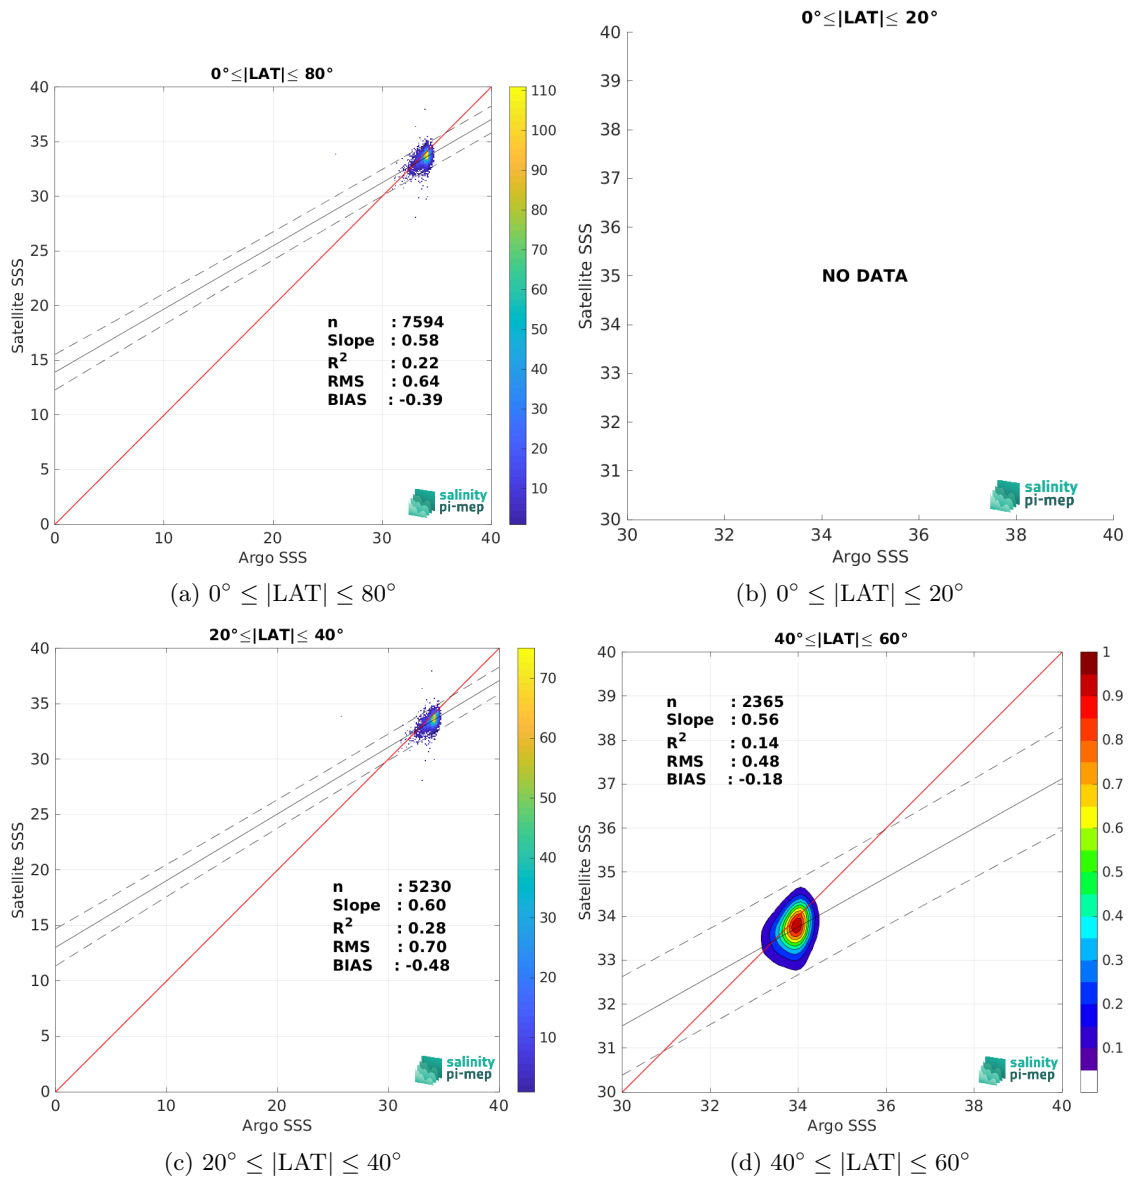 0°≤|LAT|≤ 80°
40
35
30
25
20
15
10
5
0
Satellite SSS
n : 7594
Slope : 0.58
R² : 0.22
RMS : 0.64
BIAS : -0.39
salinity
pi-mep
0 10 20 30 40
Argo SSS
110
100
90
80
70
60
50
40
30
20
10
(a) 0° ≤ |LAT| ≤ 80°
0°≤|LAT|≤ 20°
40
39
38
37
36
35
34
33
32
31
30
Satellite SSS
NO DATA
salinity
pi-mep
30 32 34 36 38 40
Argo SSS
(b) 0° ≤ |LAT| ≤ 20°
20°≤|LAT|≤ 40°
40
35
30
25
20
15
10
5
0
Satellite SSS
n : 5230
Slope : 0.60
R² : 0.28
RMS : 0.70
BIAS : -0.48
salinity
pi-mep
0 10 20 30 40
Argo SSS
70
60
50
40
30
20
10
(c) 20° ≤ |LAT| ≤ 40°
40°≤|LAT|≤ 60°
40
39
38
37
36
35
34
33
32
31
30
Satellite SSS
n : 2365
Slope : 0.56
R² : 0.14
RMS : 0.48
BIAS : -0.18
salinity
pi-mep
30 32 34 36 38 40
Argo SSS
1
0.9
0.8
0.7
0.6
0.5
0.4
0.3
0.2
0.1
(d) 40° ≤ |LAT| ≤ 60°